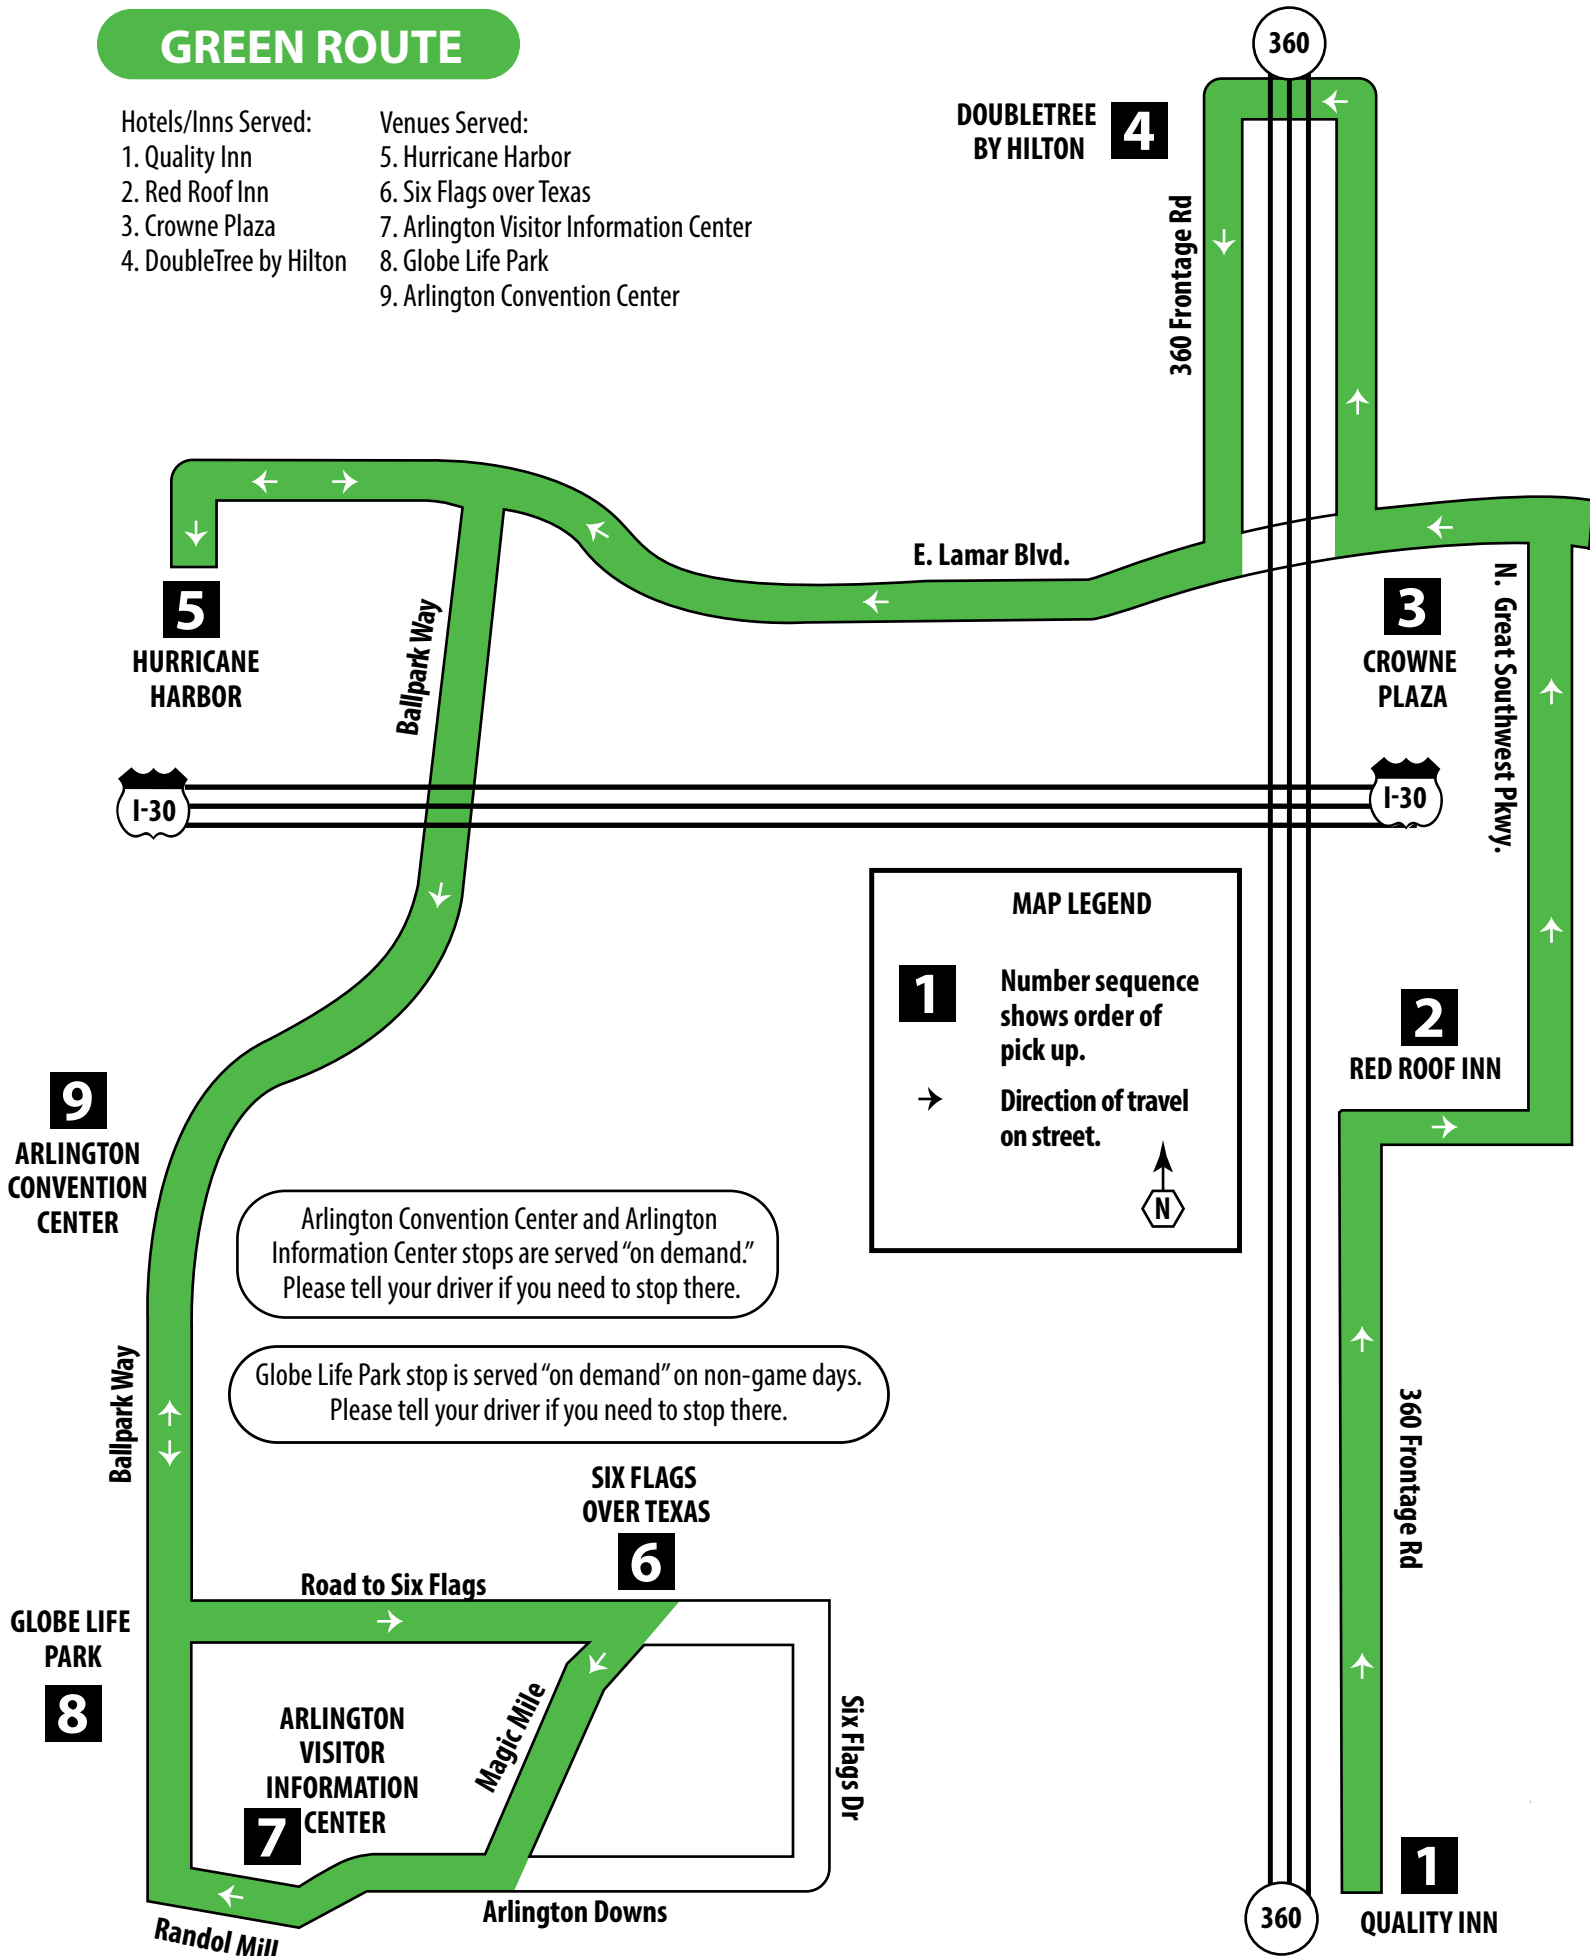 GREEN ROUTE
Hotels/Inns Served:
1. Quality Inn
2. Red Roof Inn
3. Crowne Plaza
4. DoubleTree by Hilton
Venues Served:
5. Hurricane Harbor
6. Six Flags over Texas
7. Arlington Visitor Information Center
8. Globe Life Park
9. Arlington Convention Center
360
DOUBLETREE
BY HILTON
4
360 Frontage Rd
E. Lamar Blvd.
5
HURRICANE
HARBOR
Ballpark Way
3
CROWNE
PLAZA
N. Great Southwest Pkwy.
I-30
I-30
MAP LEGEND
1
Number sequence
shows order of
pick up.
Direction of travel
on street.
N
2
RED ROOF INN
9
ARLINGTON
CONVENTION
CENTER
Arlington Convention Center and Arlington
Information Center stops are served “on demand.”
Please tell your driver if you need to stop there.
Globe Life Park stop is served “on demand” on non-game days.
Please tell your driver if you need to stop there.
Ballpark Way
360 Frontage Rd
SIX FLAGS
OVER TEXAS
6
Road to Six Flags
GLOBE LIFE
PARK
8
ARLINGTON
VISITOR
INFORMATION
CENTER
7
Magic Mile
Six Flags Dr
Arlington Downs
Randol Mill
360
1
QUALITY INN